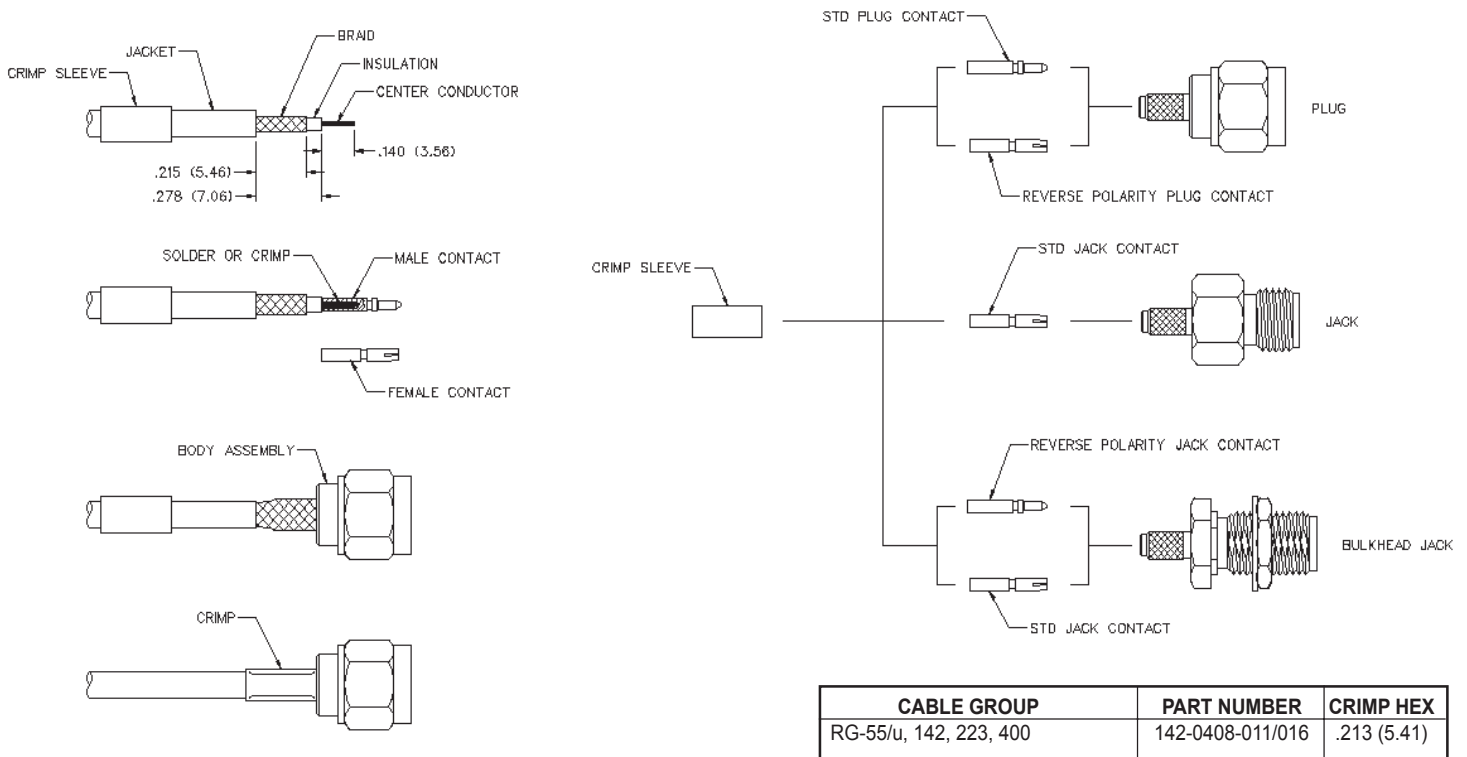 CRIMP SLEEVE
JACKET
BRAID
INSULATION
CENTER CONDUCTOR
.140 (3.56)
.215 (5.46)
.278 (7.06)
SOLDER OR CRIMP
MALE CONTACT
FEMALE CONTACT
BODY ASSEMBLY
CRIMP
STD PLUG CONTACT
PLUG
REVERSE POLARITY PLUG CONTACT
CRIMP SLEEVE
STD JACK CONTACT
JACK
REVERSE POLARITY JACK CONTACT
BULKHEAD JACK
STD JACK CONTACT
CABLE GROUP PART NUMBER CRIMP HEX
RG-55/u, 142, 223, 400 142-0408-011/016 .213 (5.41)